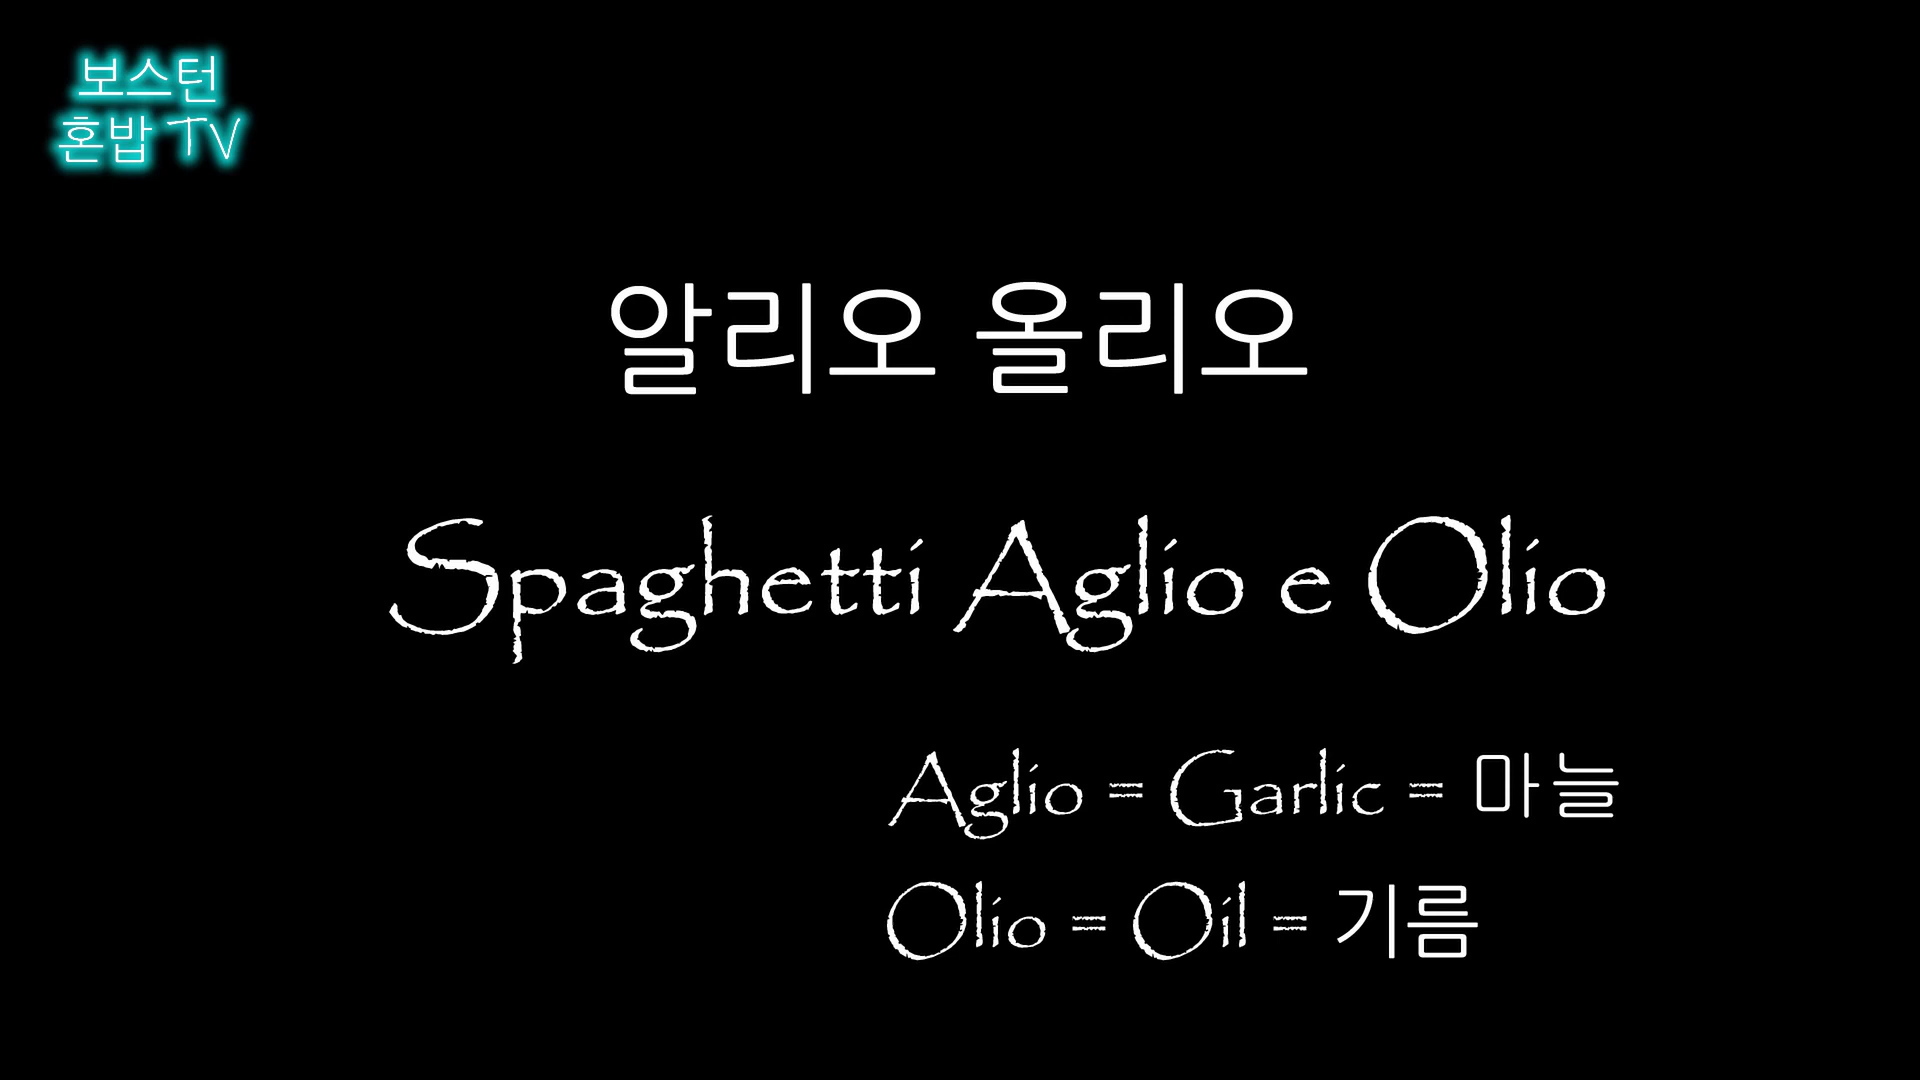 보스턴
혼밥 TV
알리오 올리오
Spaghetti Aglio e Olio
Aglio = Garlic = 마늘
Olio = Oil = 기름